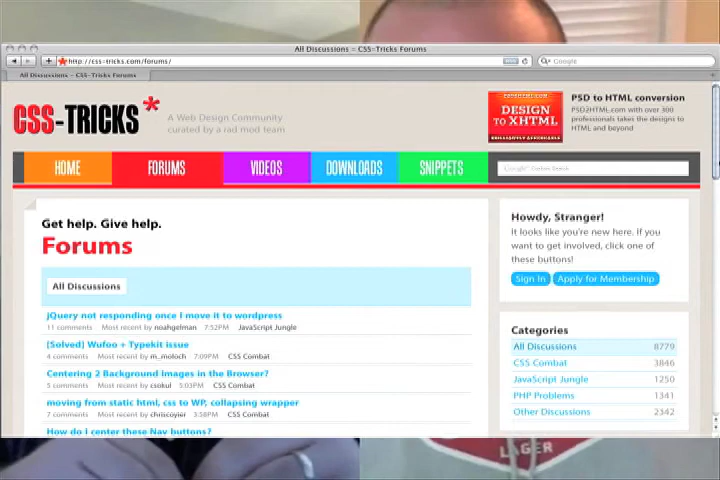 All Discussions – CSS-Tricks Forums
http://css-tricks.com/forums/
Google
All Discussions – CSS-Tricks Forums
CSS-TRICKS*
A Web Design Community
curated by a rad mod team
PSD2HTML.COM
DESIGN
TO XHTML
BRILLIANTLY AFFORDABLE
PSD to HTML conversion
PSD2HTML.com with over 300
professionals takes the designs to
HTML and beyond
HOME
FORUMS
VIDEOS
DOWNLOADS
SNIPPETS
Google™ Custom Search
Get help. Give help.
Forums
All Discussions
jQuery not responding once I move it to wordpress
11 comments Most recent by noahgelman 7:52PM JavaScript Jungle
[Solved] Wufoo + Typekit issue
4 comments Most recent by m_moloch 7:09PM CSS Combat
Centering 2 Background Images in the Browser?
5 comments Most recent by csokul 5:03PM CSS Combat
moving from static html, css to WP, collapsing wrapper
7 comments Most recent by chriscoyier 3:58PM CSS Combat
How do I center these Nav buttons?
Howdy, Stranger!
It looks like you're new here. If you
want to get involved, click one of
these buttons!
Sign In
Apply for Membership
Categories
All Discussions 8779
CSS Combat 3846
JavaScript Jungle 1250
PHP Problems 1341
Other Discussions 2342
LAGER